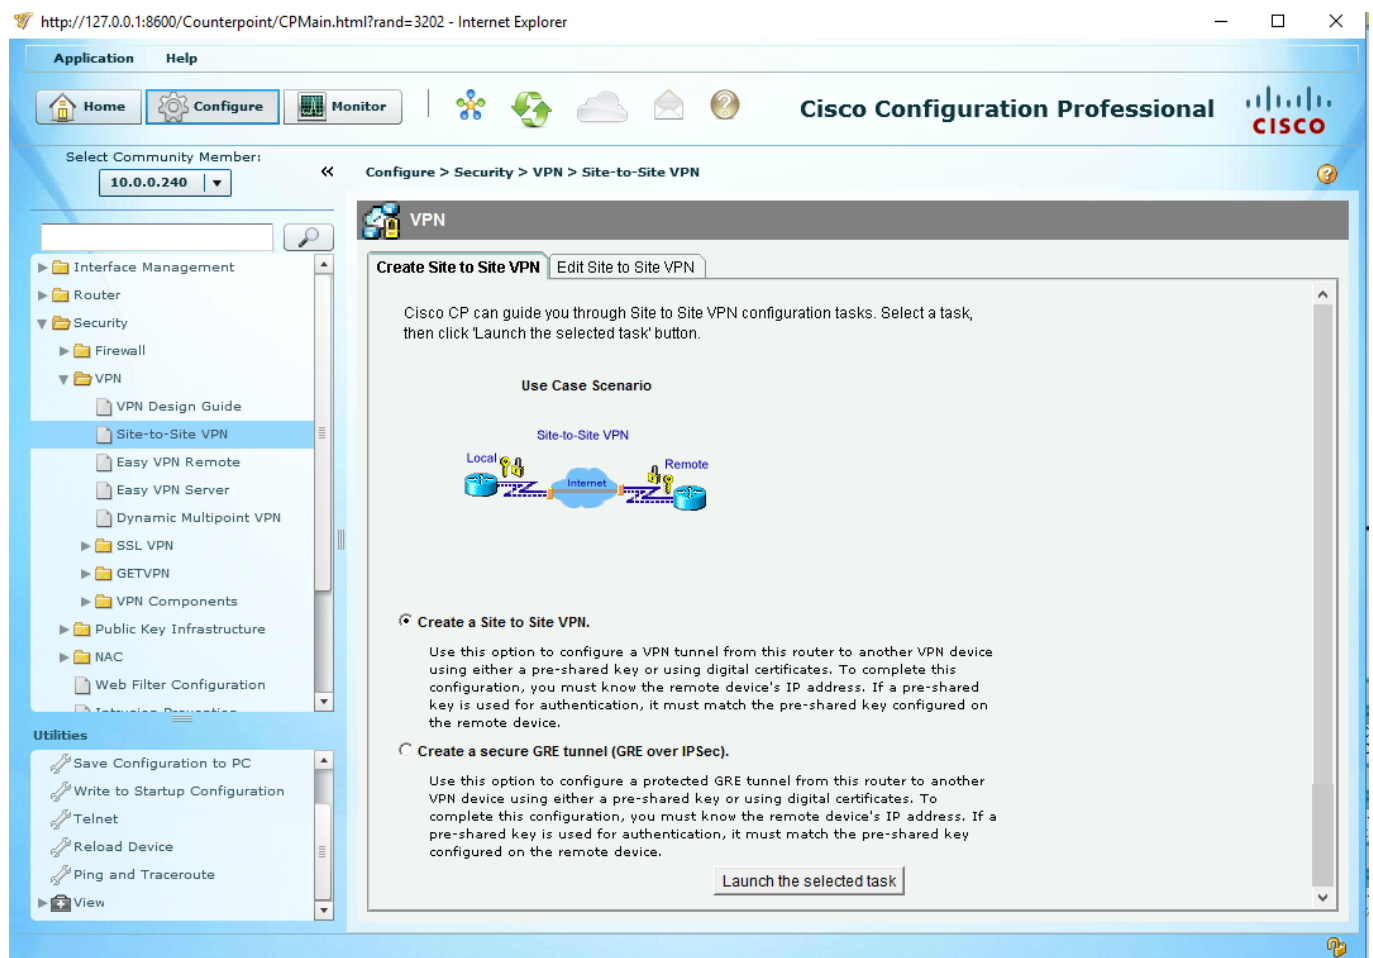 http://127.0.0.1:8600/Counterpoint/CPMain.html?rand=3202 - Internet Explorer
Application Help
Home Configure Monitor Cisco Configuration Professional
CISCO
Select Community Member:
10.0.0.240
Configure > Security > VPN > Site-to-Site VPN
VPN
Interface Management
Router
Security
Firewall
VPN
VPN Design Guide
Site-to-Site VPN
Easy VPN Remote
Easy VPN Server
Dynamic Multipoint VPN
SSL VPN
GETVPN
VPN Components
Public Key Infrastructure
NAC
Web Filter Configuration
Intrusion Prevention
Utilities
Save Configuration to PC
Write to Startup Configuration
Telnet
Reload Device
Ping and Traceroute
View
Create Site to Site VPN Edit Site to Site VPN
Cisco CP can guide you through Site to Site VPN configuration tasks. Select a task,
then click 'Launch the selected task' button.
Use Case Scenario
Site-to-Site VPN
Local
Remote
Internet
Create a Site to Site VPN.
Use this option to configure a VPN tunnel from this router to another VPN device
using either a pre-shared key or using digital certificates. To complete this
configuration, you must know the remote device's IP address. If a pre-shared
key is used for authentication, it must match the pre-shared key configured on
the remote device.
Create a secure GRE tunnel (GRE over IPSec).
Use this option to configure a protected GRE tunnel from this router to another
VPN device using either a pre-shared key or using digital certificates. To
complete this configuration, you must know the remote device's IP address. If a
pre-shared key is used for authentication, it must match the pre-shared key
configured on the remote device.
Launch the selected task